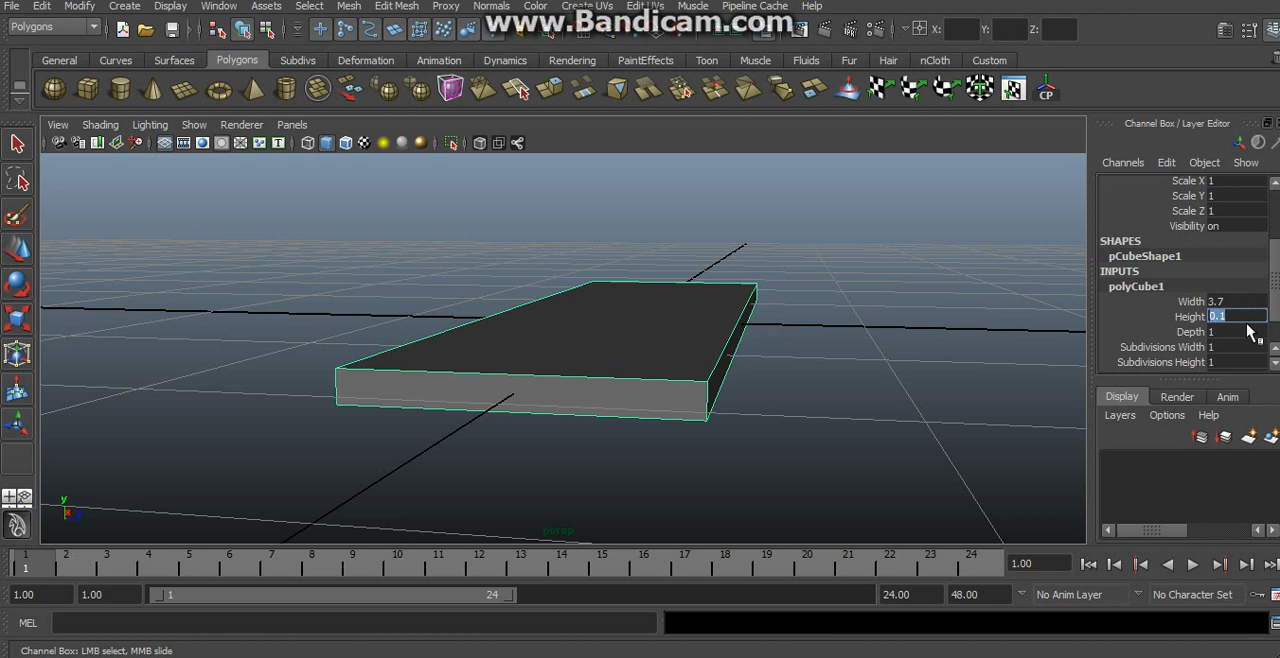 File Edit Modify Create Display Window Assets Select Mesh Edit Mesh Proxy Normals Color Create UVs Edit UVs Muscle Pipeline Cache Help
www.Bandicam.com
Polygons X: Y: Z:
General Curves Surfaces Polygons Subdivs Deformation Animation Dynamics Rendering PaintEffects Toon Muscle Fluids Fur Hair nCloth Custom
CP
View Shading Lighting Show Renderer Panels
Channel Box / Layer Editor
Channels Edit Object Show
Scale X 1
Scale Y 1
Scale Z 1
Visibility on
SHAPES
pCubeShape1
INPUTS
polyCube1
Width 3.7
Height 0.1
Depth 1
Subdivisions Width 1
Subdivisions Height 1
Display Render Anim
Layers Options Help
y
persp
1 2 3 4 5 6 7 8 9 10 11 12 13 14 15 16 17 18 19 20 21 22 23 24
1
1.00
1.00 1.00 1 24 24.00 48.00 No Anim Layer No Character Set
MEL
Channel Box: LMB select, MMB slide